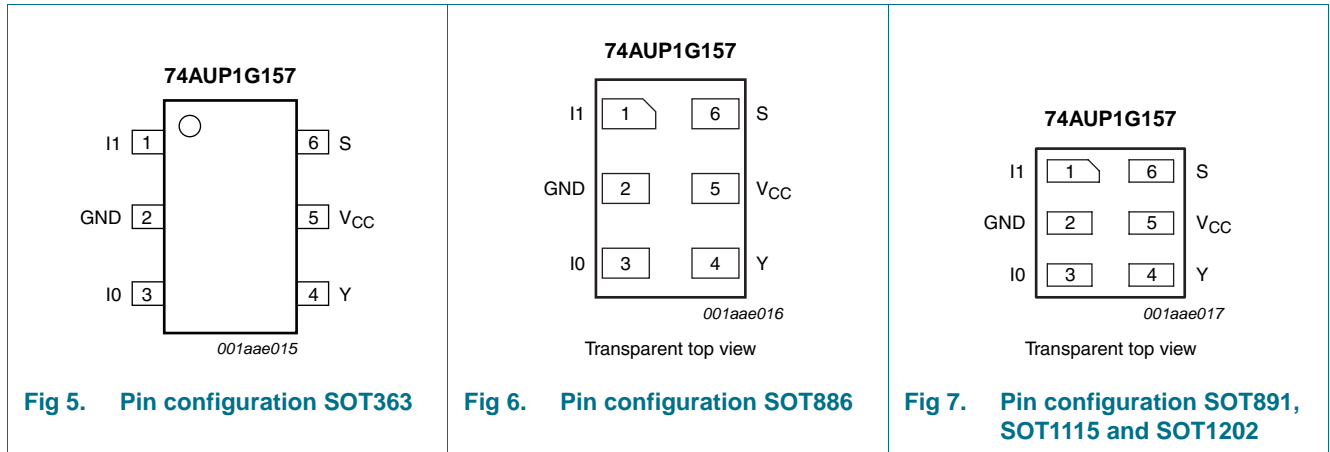 74AUP1G157
I1 1 6 S
GND 2 5 VCC
I0 3 4 Y
001aae015
Fig 5. Pin configuration SOT363
74AUP1G157
I1 1 6 S
GND 2 5 VCC
I0 3 4 Y
001aae016
Transparent top view
Fig 6. Pin configuration SOT886
74AUP1G157
I1 1 6 S
GND 2 5 VCC
I0 3 4 Y
001aae017
Transparent top view
Fig 7. Pin configuration SOT891,
SOT1115 and SOT1202